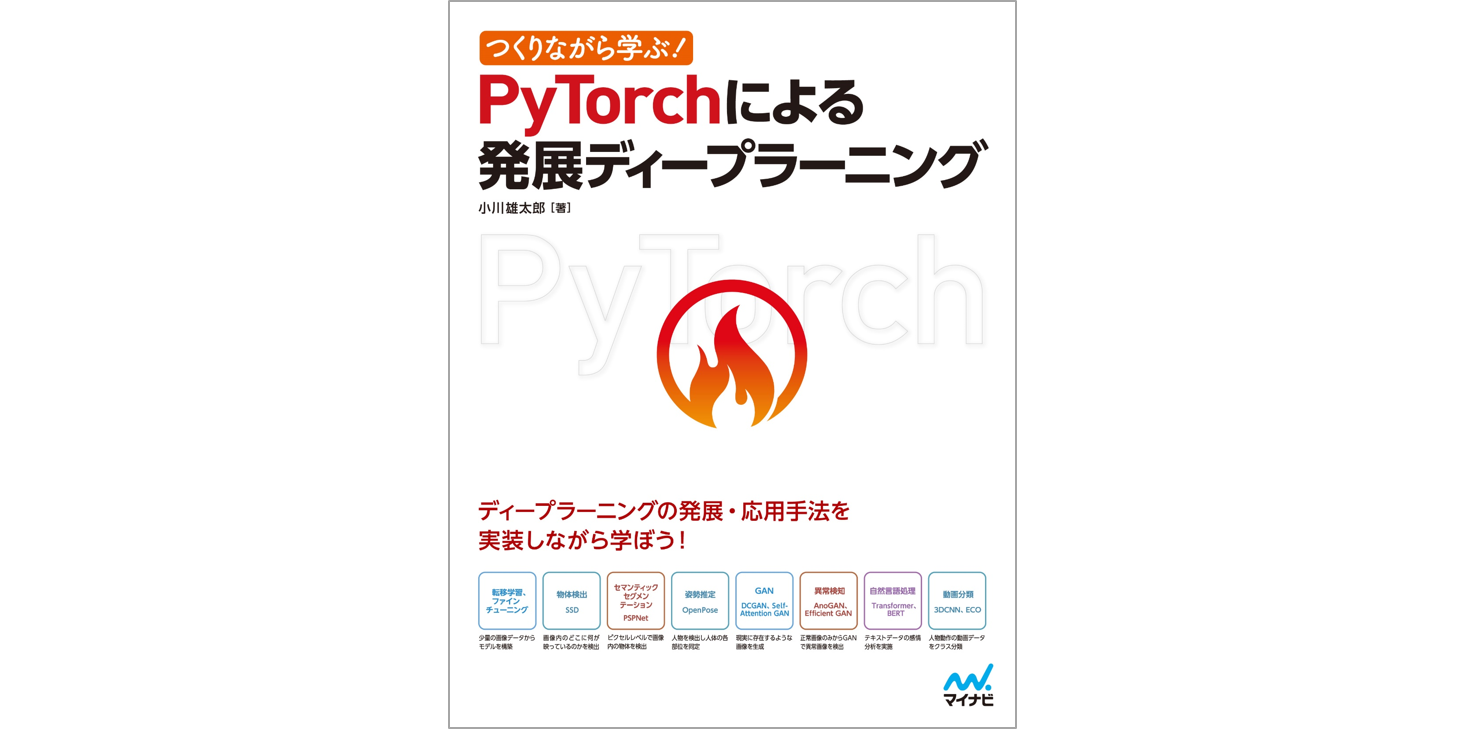 つくりながら学ぶ!
PyTorchによる
発展ディープラーニング
小川雄太郎 [著]
PyTorch
ディープラーニングの発展・応用手法を
実装しながら学ぼう!
転移学習、
ファイン
チューニング
少量の画像データから
モデルを構築
物体検出
SSD
画像内のどこに何が
映っているのかを検出
セマンティック
セグメン
テーション
PSPNet
ピクセルレベルで画像
内の物体を検出
姿勢推定
OpenPose
人物を検出し人体の各
部位を同定
GAN
DCGAN、Self-
Attention GAN
現実に存在するような
画像を生成
異常検知
AnoGAN、
Efficient GAN
正常画像のみからGAN
で異常画像を検出
自然言語処理
Transformer、
BERT
テキストデータの感情
分析を実施
動画分類
3DCNN、ECO
人物動作の動画データ
をクラス分類
マイナビ